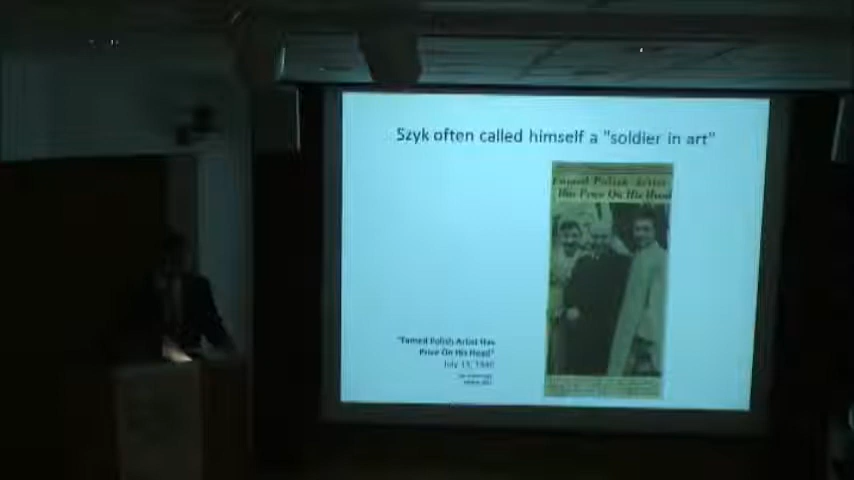 Szyk often called himself a "soldier in art"
Famed Polish Artist
Has Price On His Head
"Famed Polish Artist Has
Price On His Head"
July 13, 1940